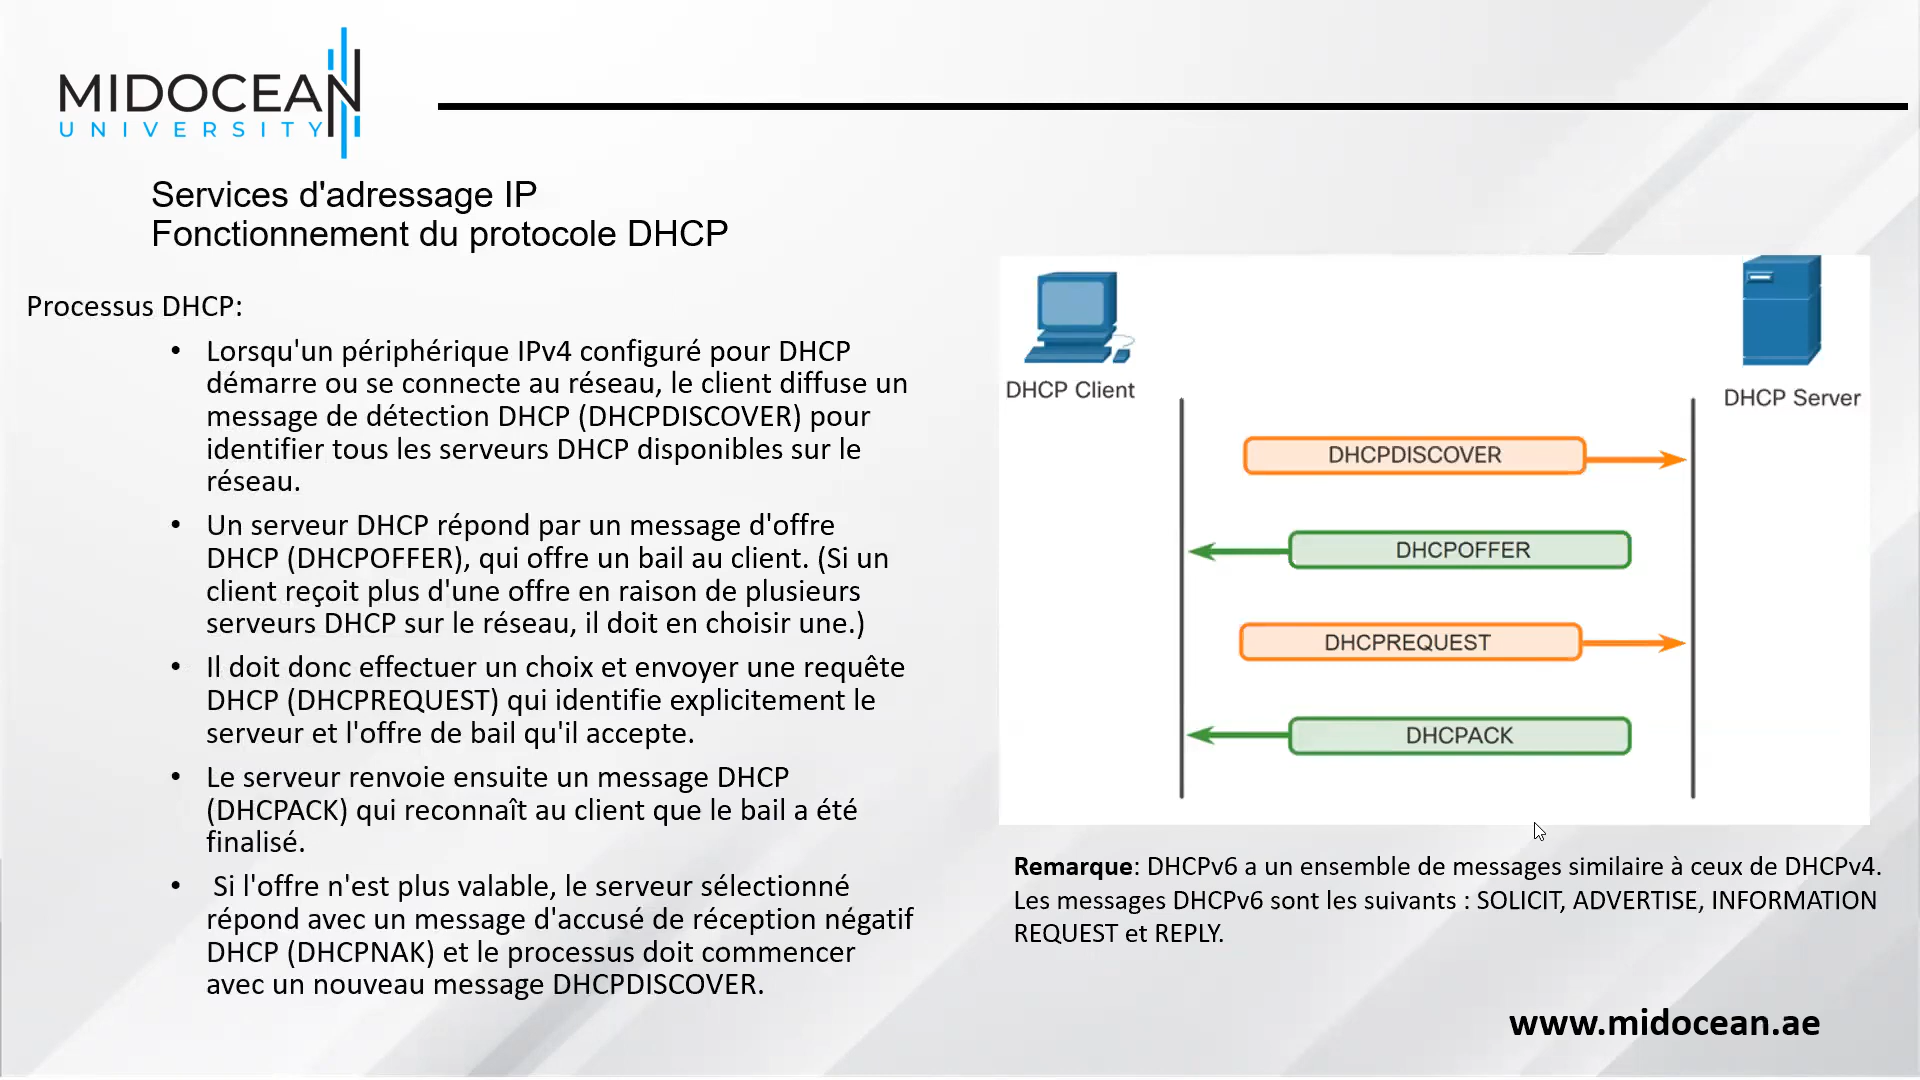 MIDOCEAN
UNIVERSITY
Services d'adressage IP
Fonctionnement du protocole DHCP
Processus DHCP:
• Lorsqu'un périphérique IPv4 configuré pour DHCP
démarre ou se connecte au réseau, le client diffuse un
message de détection DHCP (DHCPDISCOVER) pour
identifier tous les serveurs DHCP disponibles sur le
réseau.
• Un serveur DHCP répond par un message d'offre
DHCP (DHCPOFFER), qui offre un bail au client. (Si un
client reçoit plus d'une offre en raison de plusieurs
serveurs DHCP sur le réseau, il doit en choisir une.)
• Il doit donc effectuer un choix et envoyer une requête
DHCP (DHCPREQUEST) qui identifie explicitement le
serveur et l'offre de bail qu'il accepte.
• Le serveur renvoie ensuite un message DHCP
(DHCPACK) qui reconnaît au client que le bail a été
finalisé.
• Si l'offre n'est plus valable, le serveur sélectionné
répond avec un message d'accusé de réception négatif
DHCP (DHCPNAK) et le processus doit commencer
avec un nouveau message DHCPDISCOVER.
DHCP Client
DHCP Server
DHCPDISCOVER
DHCPOFFER
DHCPREQUEST
DHCPACK
Remarque: DHCPv6 a un ensemble de messages similaire à ceux de DHCPv4.
Les messages DHCPv6 sont les suivants : SOLICIT, ADVERTISE, INFORMATION
REQUEST et REPLY.
www.midocean.ae